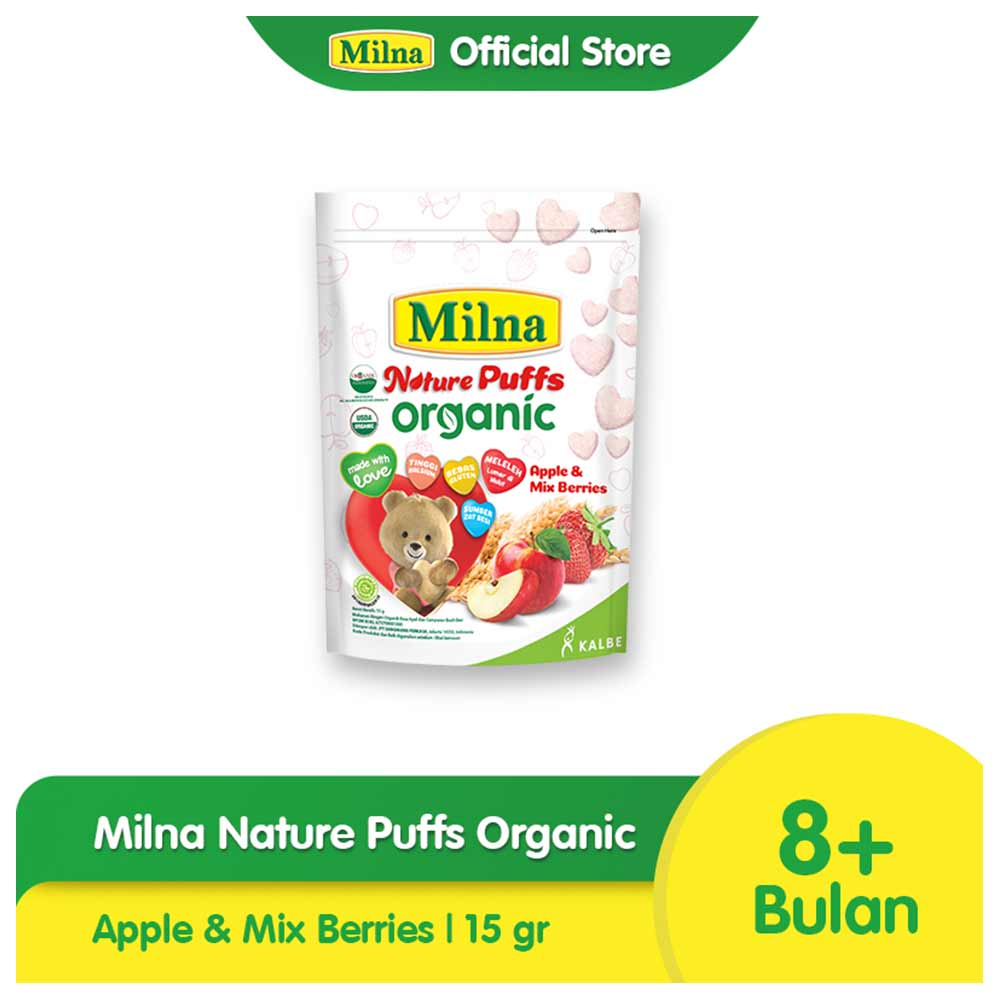 Milna Official Store
Open Here
Milna
Nature Puffs
organic
USDA
ORGANIC
made with
love
TINGGI
KALSIUM
BEBAS
GLUTEN
MELELEH
Lumer di
Mulut
SUMBER
ZAT BESI
Apple &
Mix Berries
KALBE
Milna Nature Puffs Organic
Apple & Mix Berries | 15 gr
8+
Bulan